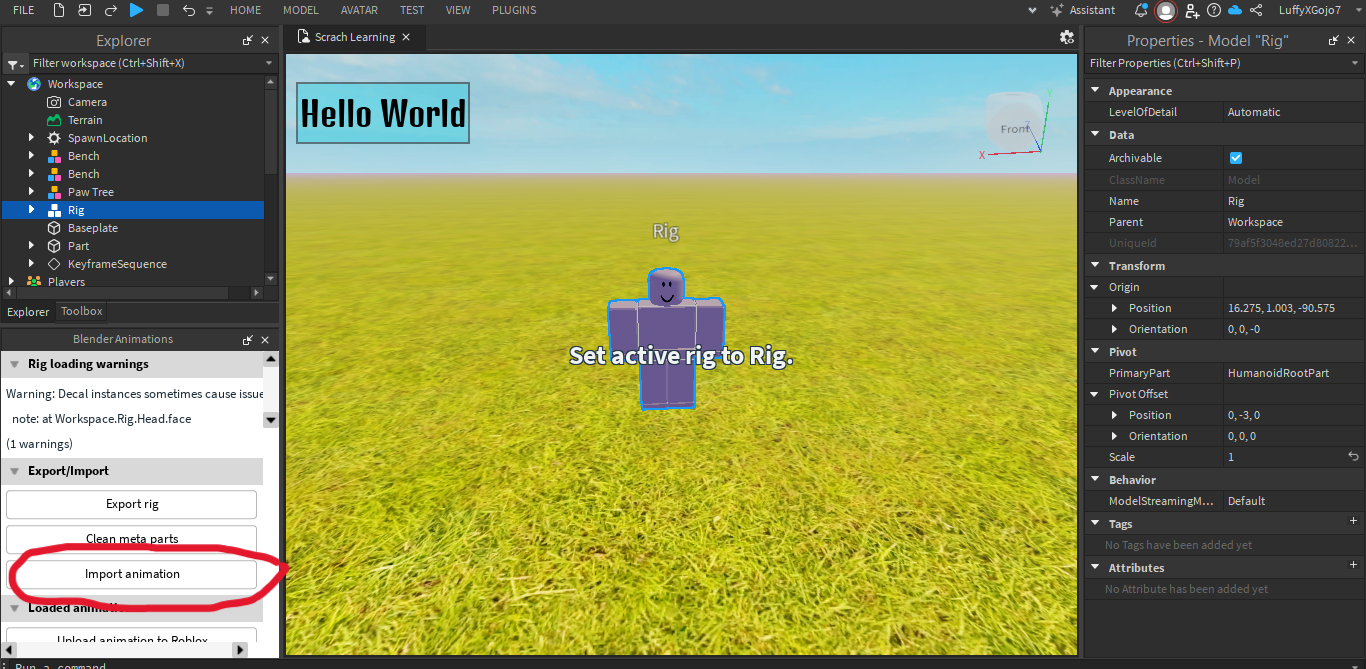 FILE
HOME
MODEL
AVATAR
TEST
VIEW
PLUGINS
Assistant
LuffyXGojo7
Explorer
Filter workspace (Ctrl+Shift+X)
Workspace
Camera
Terrain
SpawnLocation
Bench
Bench
Paw Tree
Rig
Baseplate
Part
KeyframeSequence
Players
Explorer
Toolbox
Blender Animations
Rig loading warnings
Warning: Decal instances sometimes cause issue
note: at Workspace.Rig.Head.face
(1 warnings)
Export/Import
Export rig
Clean meta parts
Import animation
Loaded animation
Upload animation to Roblox
Run a command
Scrach Learning
Hello World
Front
Y
Z
X
Rig
Set active rig to Rig.
Properties - Model "Rig"
Filter Properties (Ctrl+Shift+P)
Appearance
LevelOfDetail Automatic
Data
Archivable
ClassName Model
Name Rig
Parent Workspace
UniqueId 79af5f3048ed27d80822...
Transform
Origin
Position 16.275, 1.003, -90.575
Orientation 0, 0, -0
Pivot
PrimaryPart HumanoidRootPart
Pivot Offset
Position 0, -3, 0
Orientation 0, 0, 0
Scale 1
Behavior
ModelStreamingM... Default
Tags
No Tags have been added yet
Attributes
No Attribute has been added yet